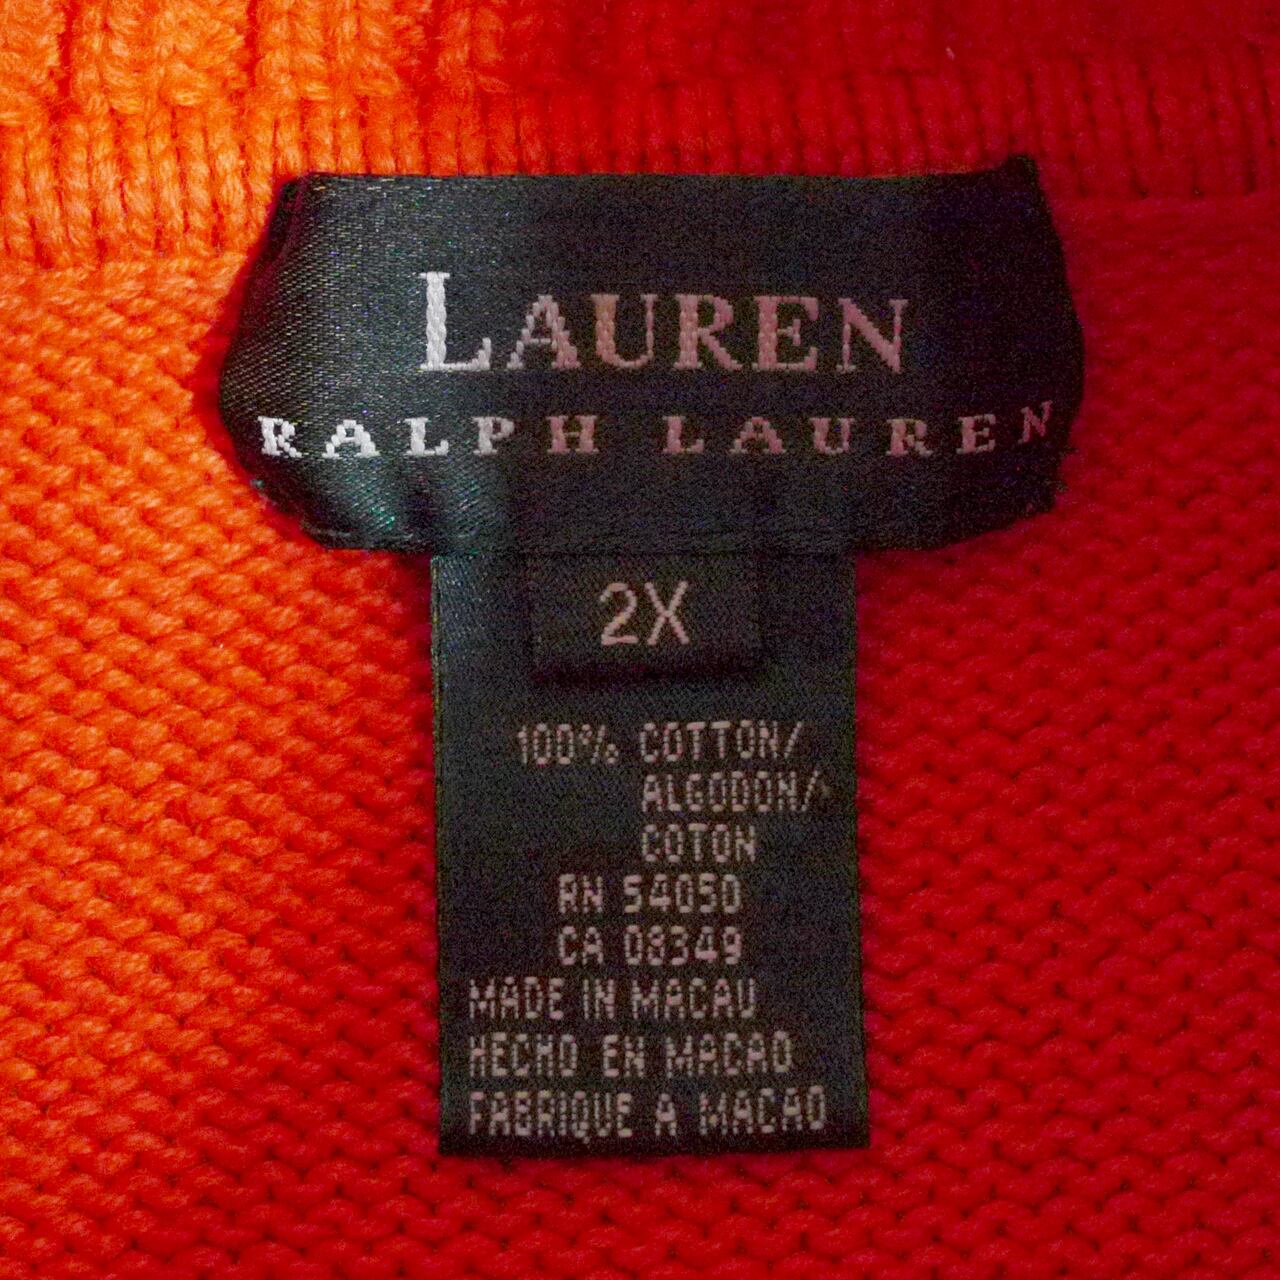 LAUREN
RALPH LAUREN
2X
100% COTTON/
ALGODON/
COTON
RN 54050
CA 08349
MADE IN MACAU
HECHO EN MACAO
FABRIQUE A MACAO